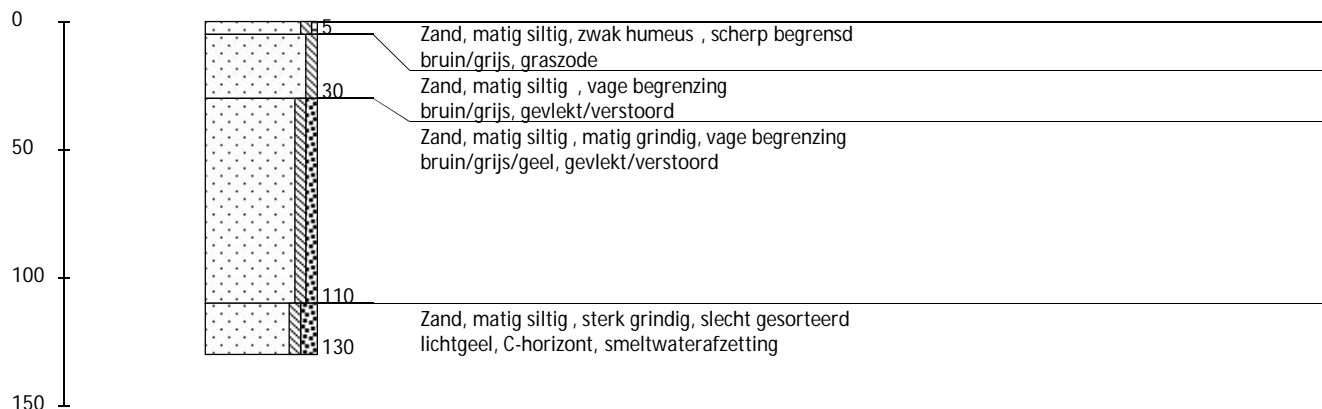 0
5
Zand, matig siltig, zwak humeus , scherp begrensd
bruin/grijs, graszode
Zand, matig siltig , vage begrenzing
30
bruin/grijs, gevlekt/verstoord
Zand, matig siltig , matig grindig, vage begrenzing
50
bruin/grijs/geel, gevlekt/verstoord
100
110
Zand, matig siltig , sterk grindig, slecht gesorteerd
130
lichtgeel, C-horizont, smeltwaterafzetting
150